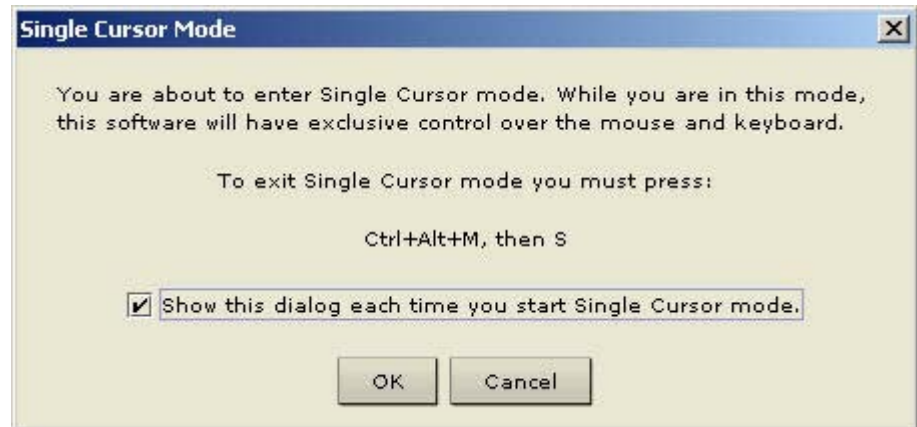 Single Cursor Mode
You are about to enter Single Cursor mode. While you are in this mode,
this software will have exclusive control over the mouse and keyboard.
To exit Single Cursor mode you must press:
Ctrl+Alt+M, then S
Show this dialog each time you start Single Cursor mode.
OK Cancel